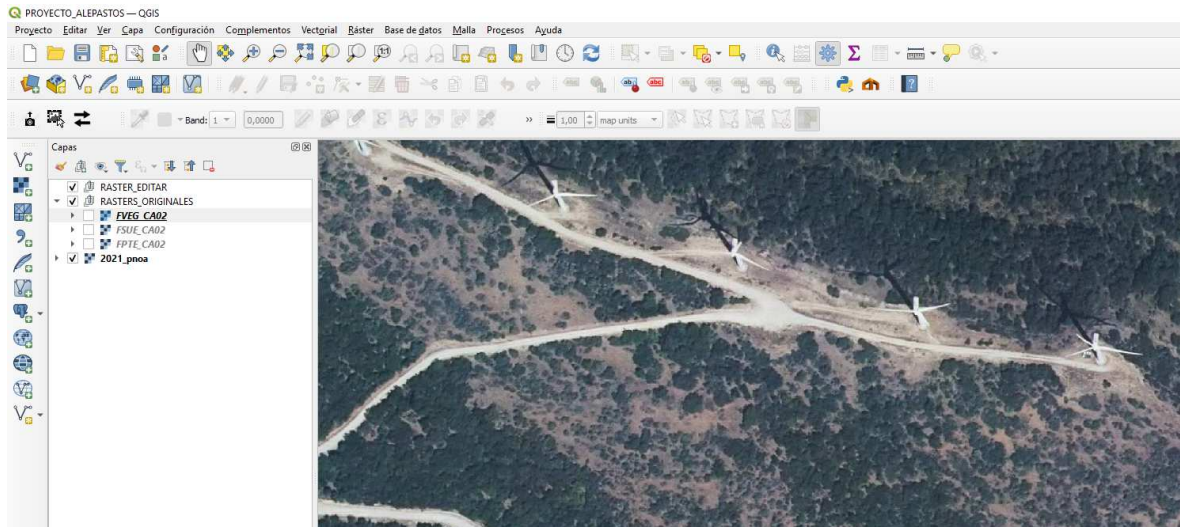 PROYECTO_ALEPASTOS — QGIS
Proyecto Editar Ver Capa Configuración Complementos Vectorial Ráster Base de datos Malla Procesos Ayuda
Band: 1 0,0000 » 1,00 map units
Capas
RASTER_EDITAR
RASTERS_ORIGINALES
FVEG_CA02
FSUE_CA02
FPTE_CA02
2021_pnoa